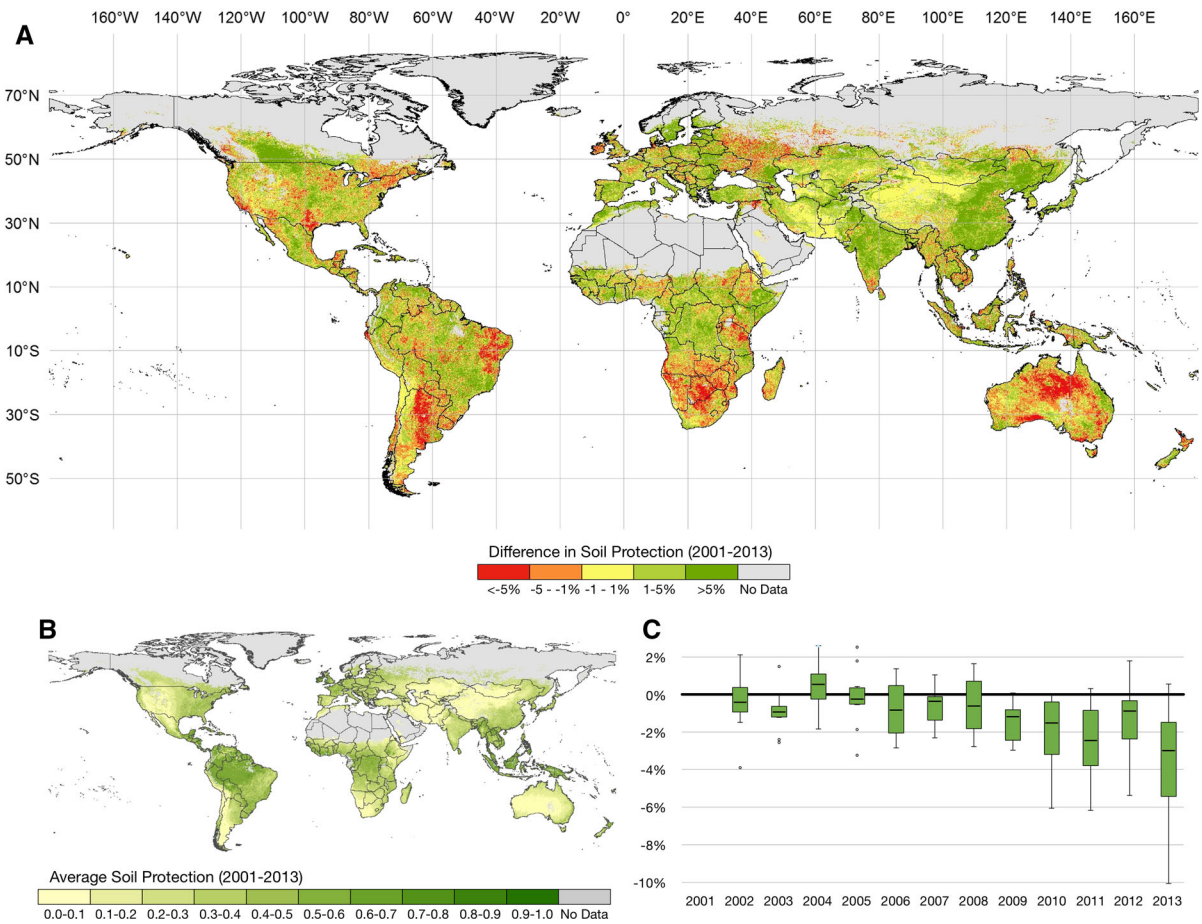 160°W 140°W 120°W 100°W 80°W 60°W 40°W 20°W 0° 20°E 40°E 60°E 80°E 100°E 120°E 140°E 160°E
A
70°N
50°N
30°N
10°N
10°S
30°S
50°S
Difference in Soil Protection (2001-2013)
<-5% -5 - -1% -1 - 1% 1-5% >5% No Data
B
Average Soil Protection (2001-2013)
0.0-0.1 0.1-0.2 0.2-0.3 0.3-0.4 0.4-0.5 0.5-0.6 0.6-0.7 0.7-0.8 0.8-0.9 0.9-1.0 No Data
C
2%
0%
-2%
-4%
-6%
-8%
-10%
2001 2002 2003 2004 2005 2006 2007 2008 2009 2010 2011 2012 2013